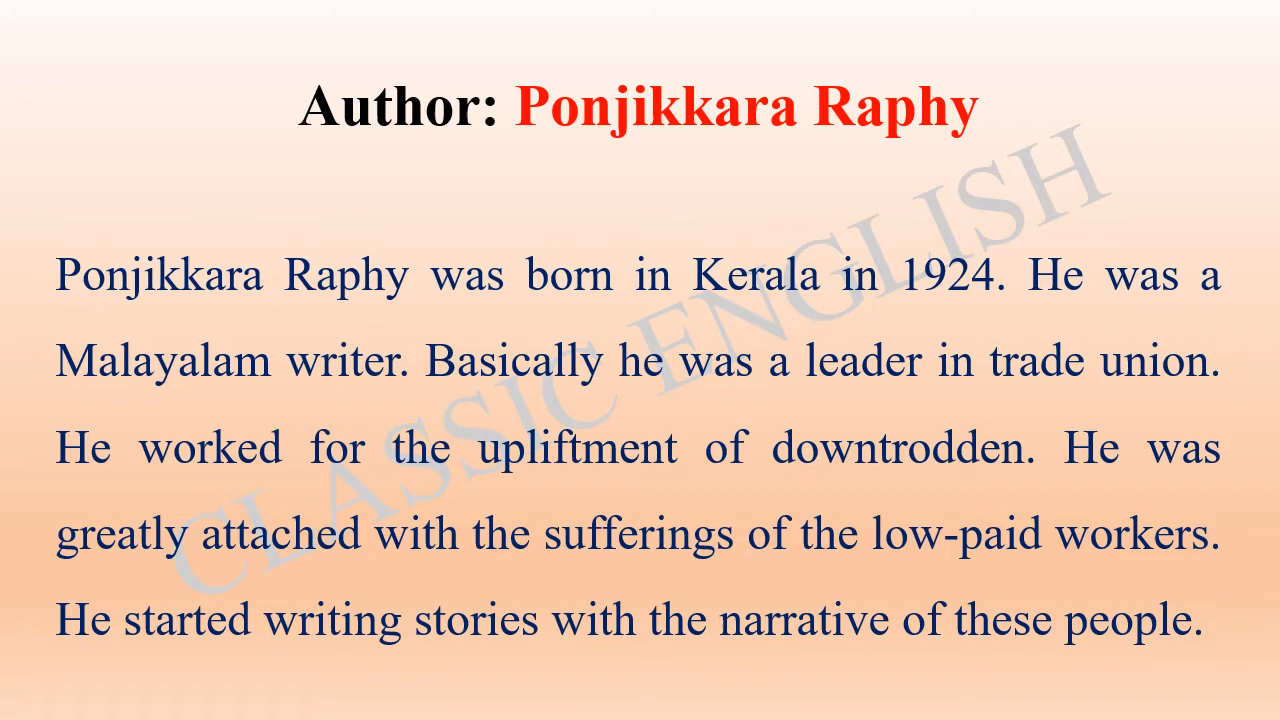 Author: Ponjikkara Raphy
Ponjikkara Raphy was born in Kerala in 1924. He was a
Malayalam writer. Basically he was a leader in trade union.
He worked for the upliftment of downtrodden. He was
greatly attached with the sufferings of the low-paid workers.
He started writing stories with the narrative of these people.
CLASSIC ENGLISH